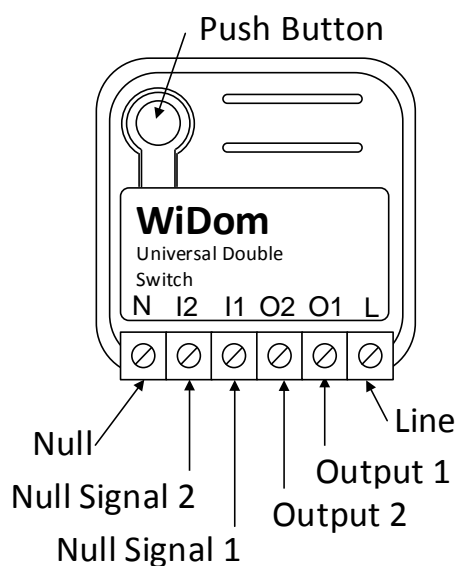 Push Button
WiDom
Universal Double
Switch
N I2 I1 O2 O1 L
Null
Line
Null Signal 2
Output 1
Output 2
Null Signal 1